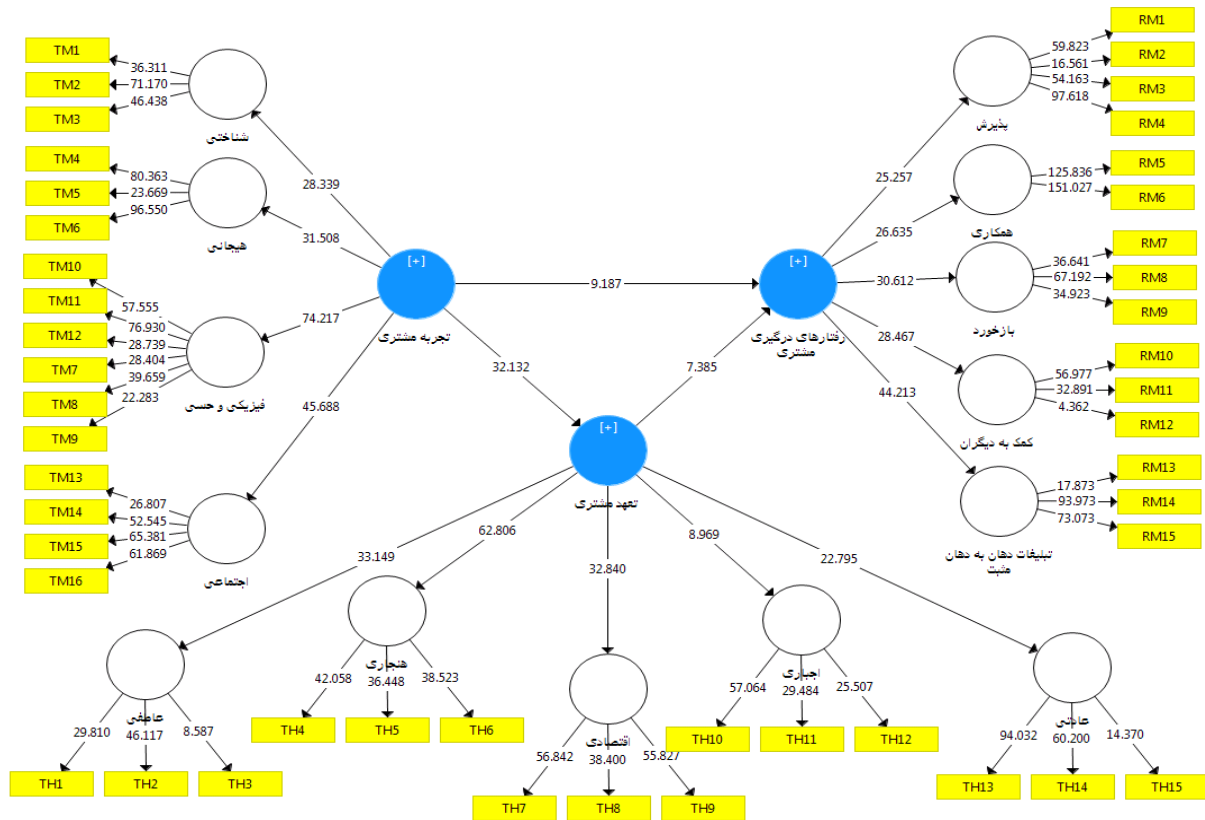 TM1
TM2
TM3
36.311
71.170
46.438
شناختی
TM4
TM5
TM6
80.363
23.669
96.550
هیجانی
TM10
TM11
TM12
TM7
TM8
TM9
57.555
76.930
28.739
28.404
39.659
22.283
فیزیکی و حسی
TM13
TM14
TM15
TM16
26.807
52.545
65.381
61.869
اجتماعی
28.339
31.508
74.217
45.688
[+]
تجربه مشتری
9.187
32.132
7.385
[+]
رفتارهای درگیری
مشتری
25.257
26.635
30.612
28.467
44.213
RM1
RM2
RM3
RM4
59.823
16.561
54.163
97.618
پذیرش
RM5
RM6
125.836
151.027
همکاری
RM7
RM8
RM9
36.641
67.192
34.923
بازخورد
RM10
RM11
RM12
56.977
32.891
4.362
کمک به دیگران
RM13
RM14
RM15
17.873
93.973
73.073
تبلیغات دهان به دهان
مثبت
[+]
تعهد مشتری
33.149
62.806
32.840
8.969
22.795
عاطفی
29.810
46.117
8.587
TH1
TH2
TH3
هنجاری
42.058
36.448
38.523
TH4
TH5
TH6
اقتصادی
56.842
38.400
55.827
TH7
TH8
TH9
اجباری
57.064
29.484
25.507
TH10
TH11
TH12
عادتی
94.032
60.200
14.370
TH13
TH14
TH15